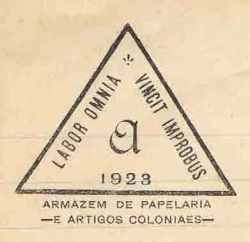 LABOR OMNIA
VINCIT IMPROBUS
A
1923
ARMAZEM DE PAPELARIA
—E ARTIGOS COLONIAES—